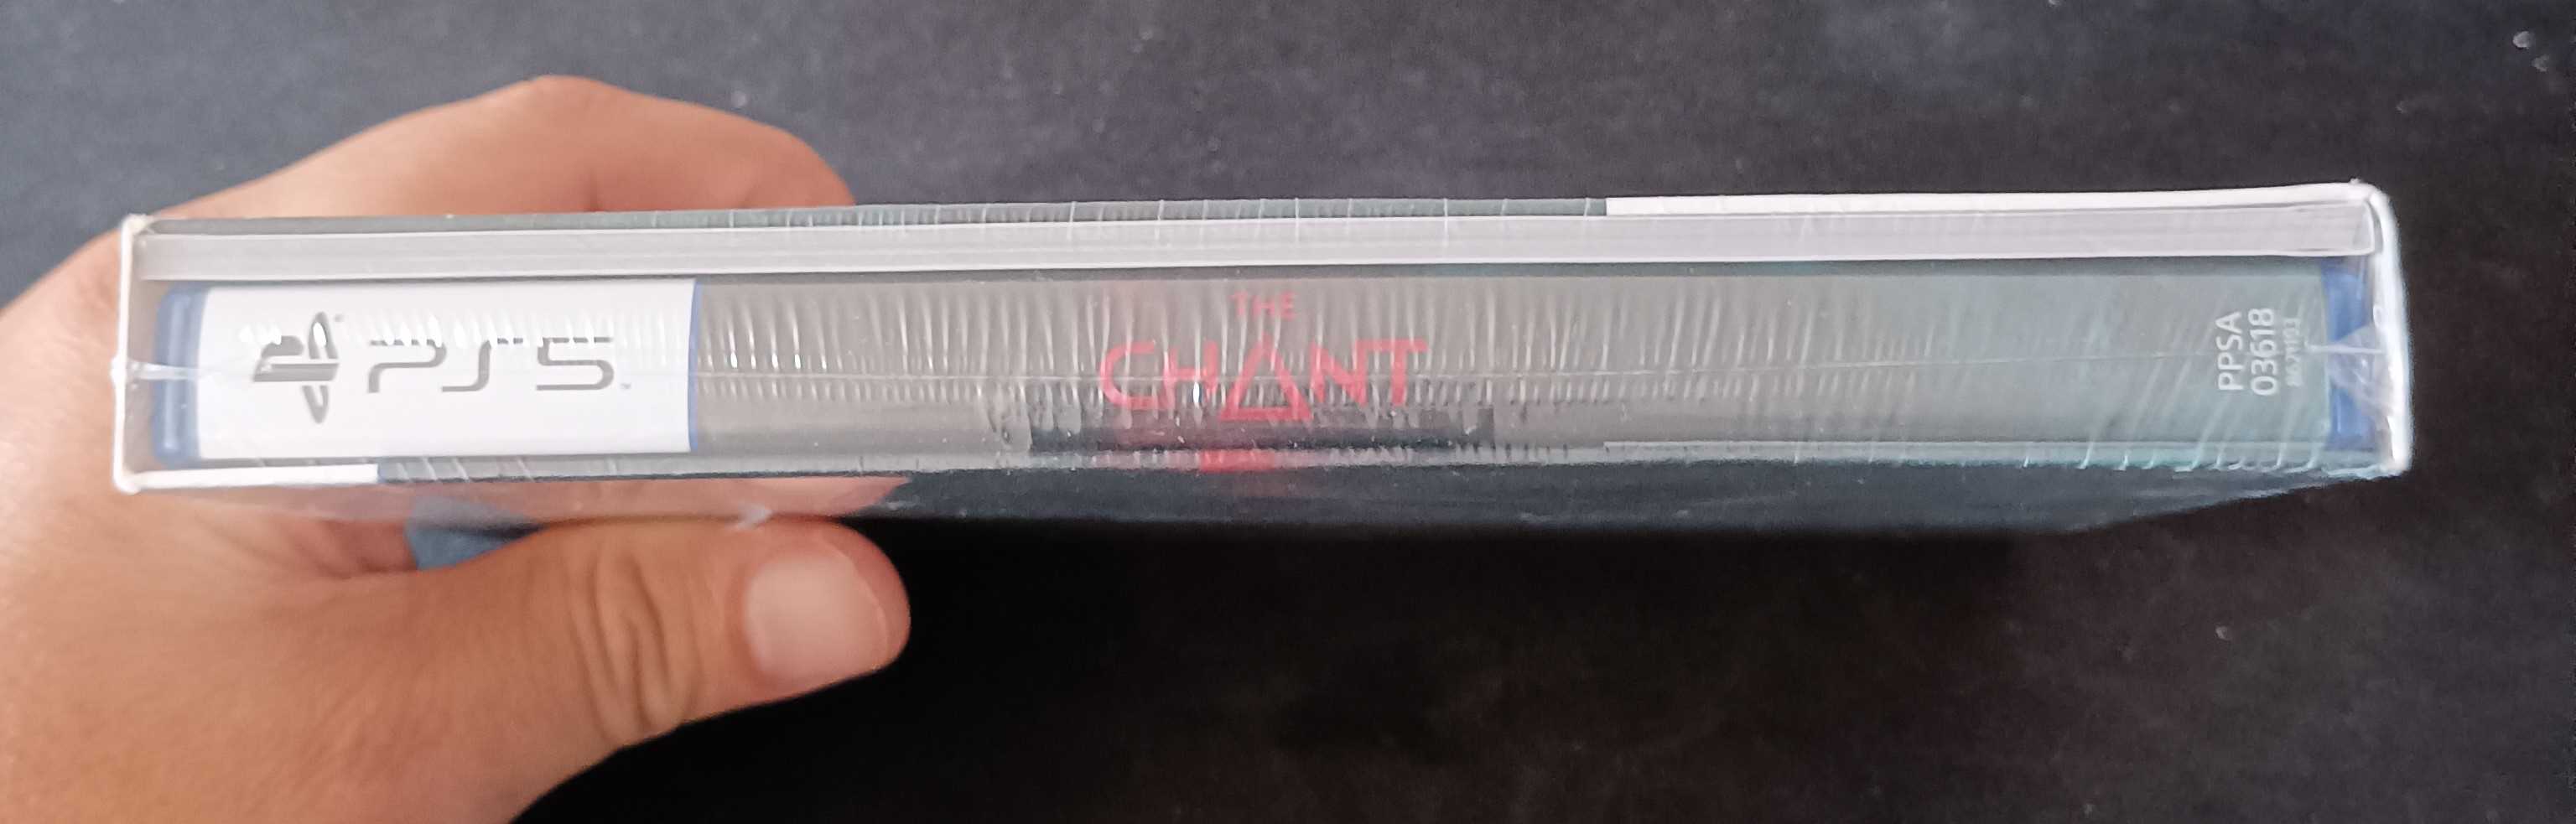 PS5
THE
CHANT
PPSA
03618